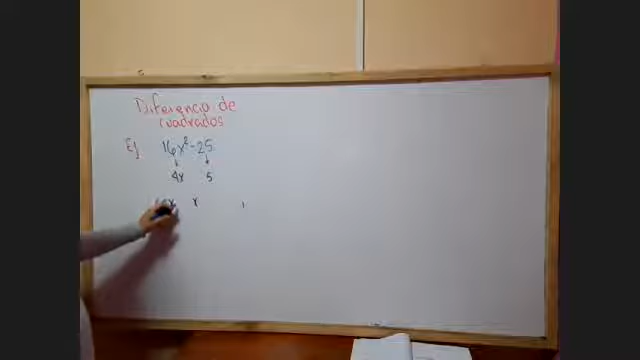 Diferencia de
cuadrados
Ej 16x² - 25
4x 5